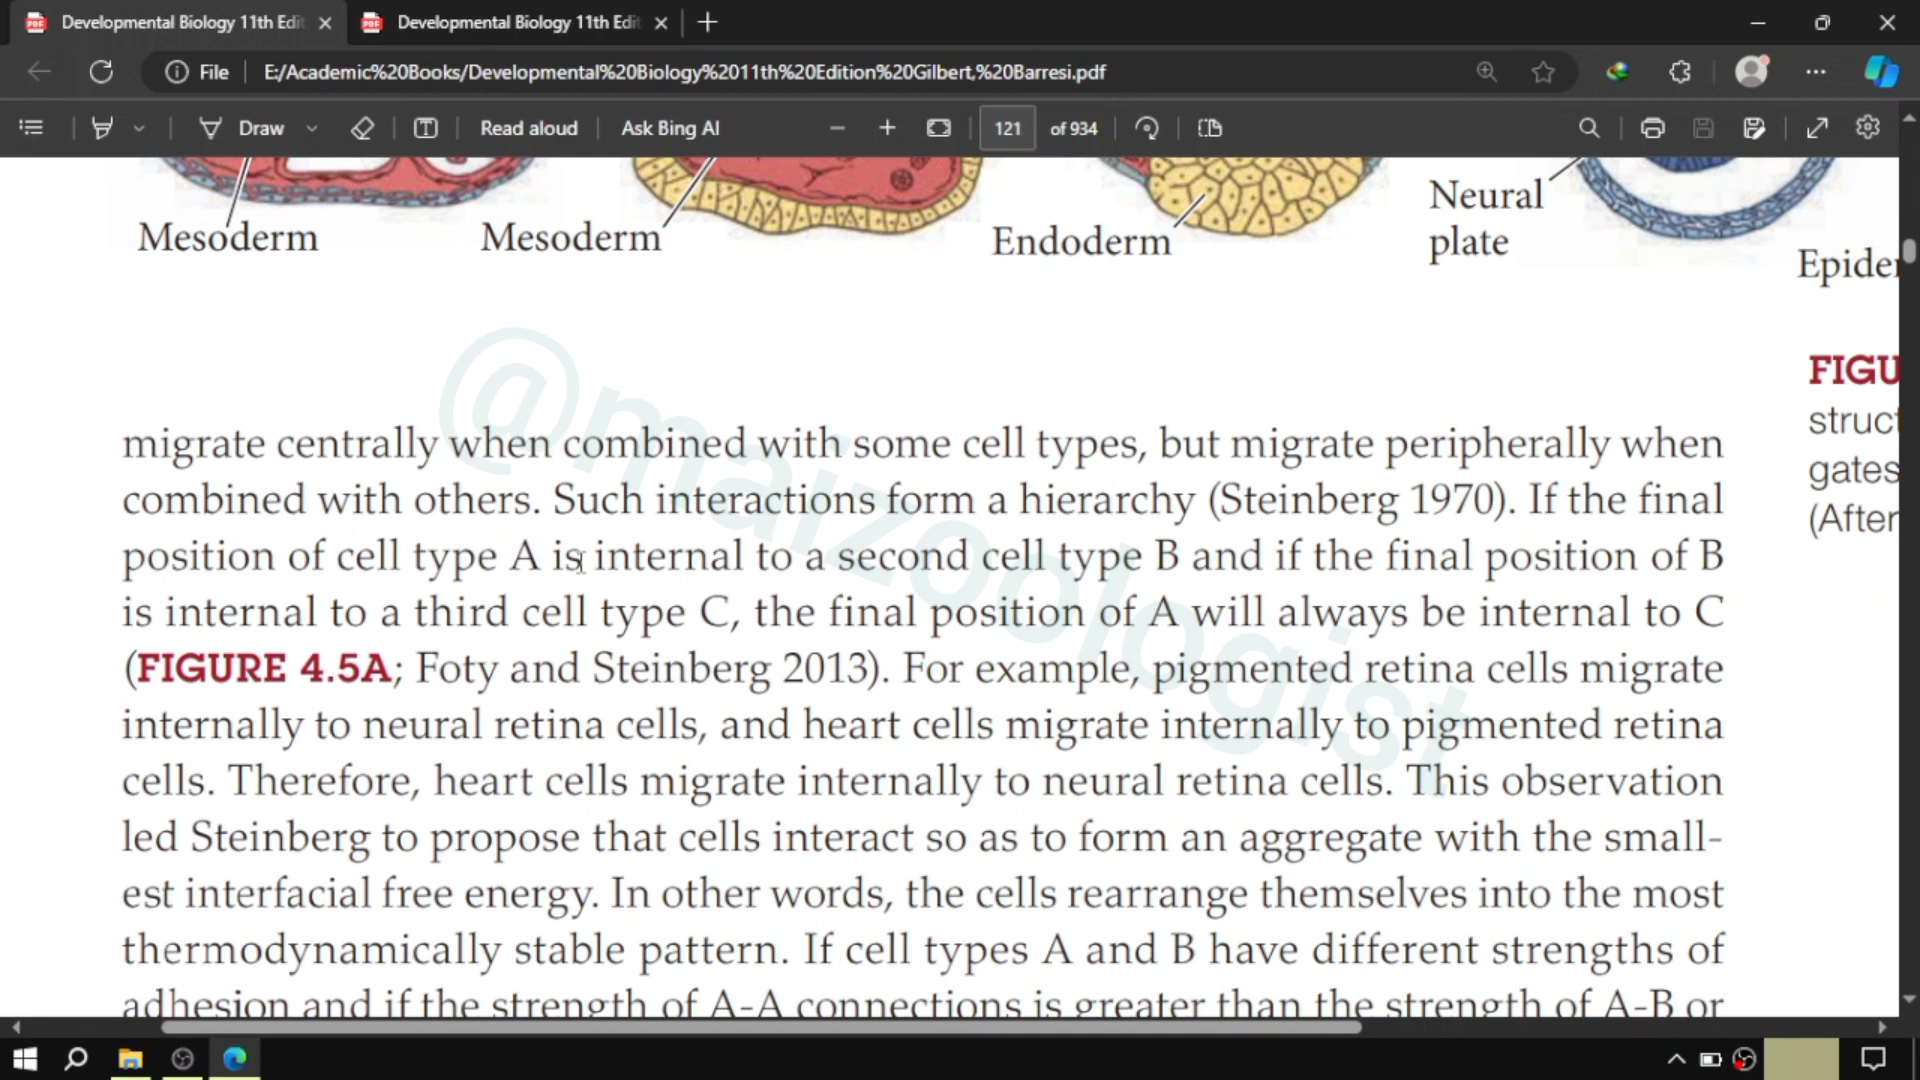 Developmental Biology 11th Edit
Developmental Biology 11th Edit
File
E:/Academic%20Books/Developmental%20Biology%2011th%20Edition%20Gilbert,%20Barresi.pdf
Draw
Read aloud
Ask Bing AI
121
of 934
Mesoderm
Mesoderm
Endoderm
Neural
plate
Epider
@maizoologist
FIGU
struct
gates
(After
migrate centrally when combined with some cell types, but migrate peripherally when
combined with others. Such interactions form a hierarchy (Steinberg 1970). If the final
position of cell type A is internal to a second cell type B and if the final position of B
is internal to a third cell type C, the final position of A will always be internal to C
(FIGURE 4.5A; Foty and Steinberg 2013). For example, pigmented retina cells migrate
internally to neural retina cells, and heart cells migrate internally to pigmented retina
cells. Therefore, heart cells migrate internally to neural retina cells. This observation
led Steinberg to propose that cells interact so as to form an aggregate with the small-
est interfacial free energy. In other words, the cells rearrange themselves into the most
thermodynamically stable pattern. If cell types A and B have different strengths of
adhesion and if the strength of A-A connections is greater than the strength of A-B or